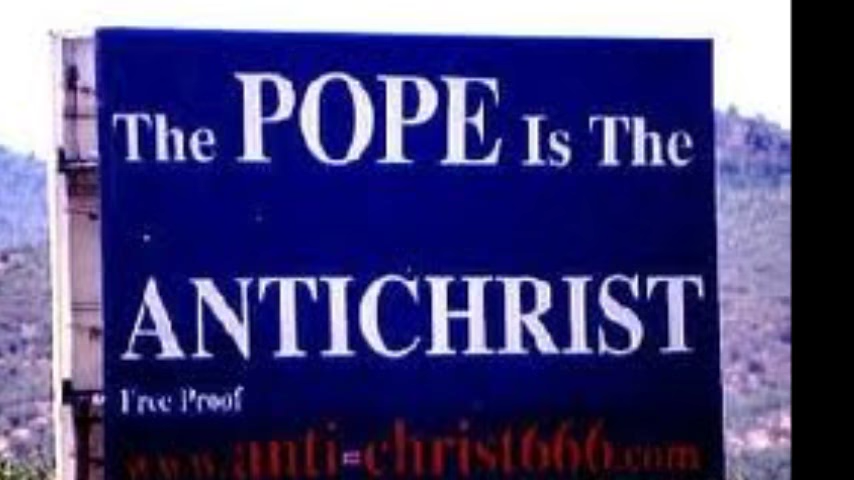 The POPE Is The
ANTICHRIST
Free Proof
www.anti-christ666.com